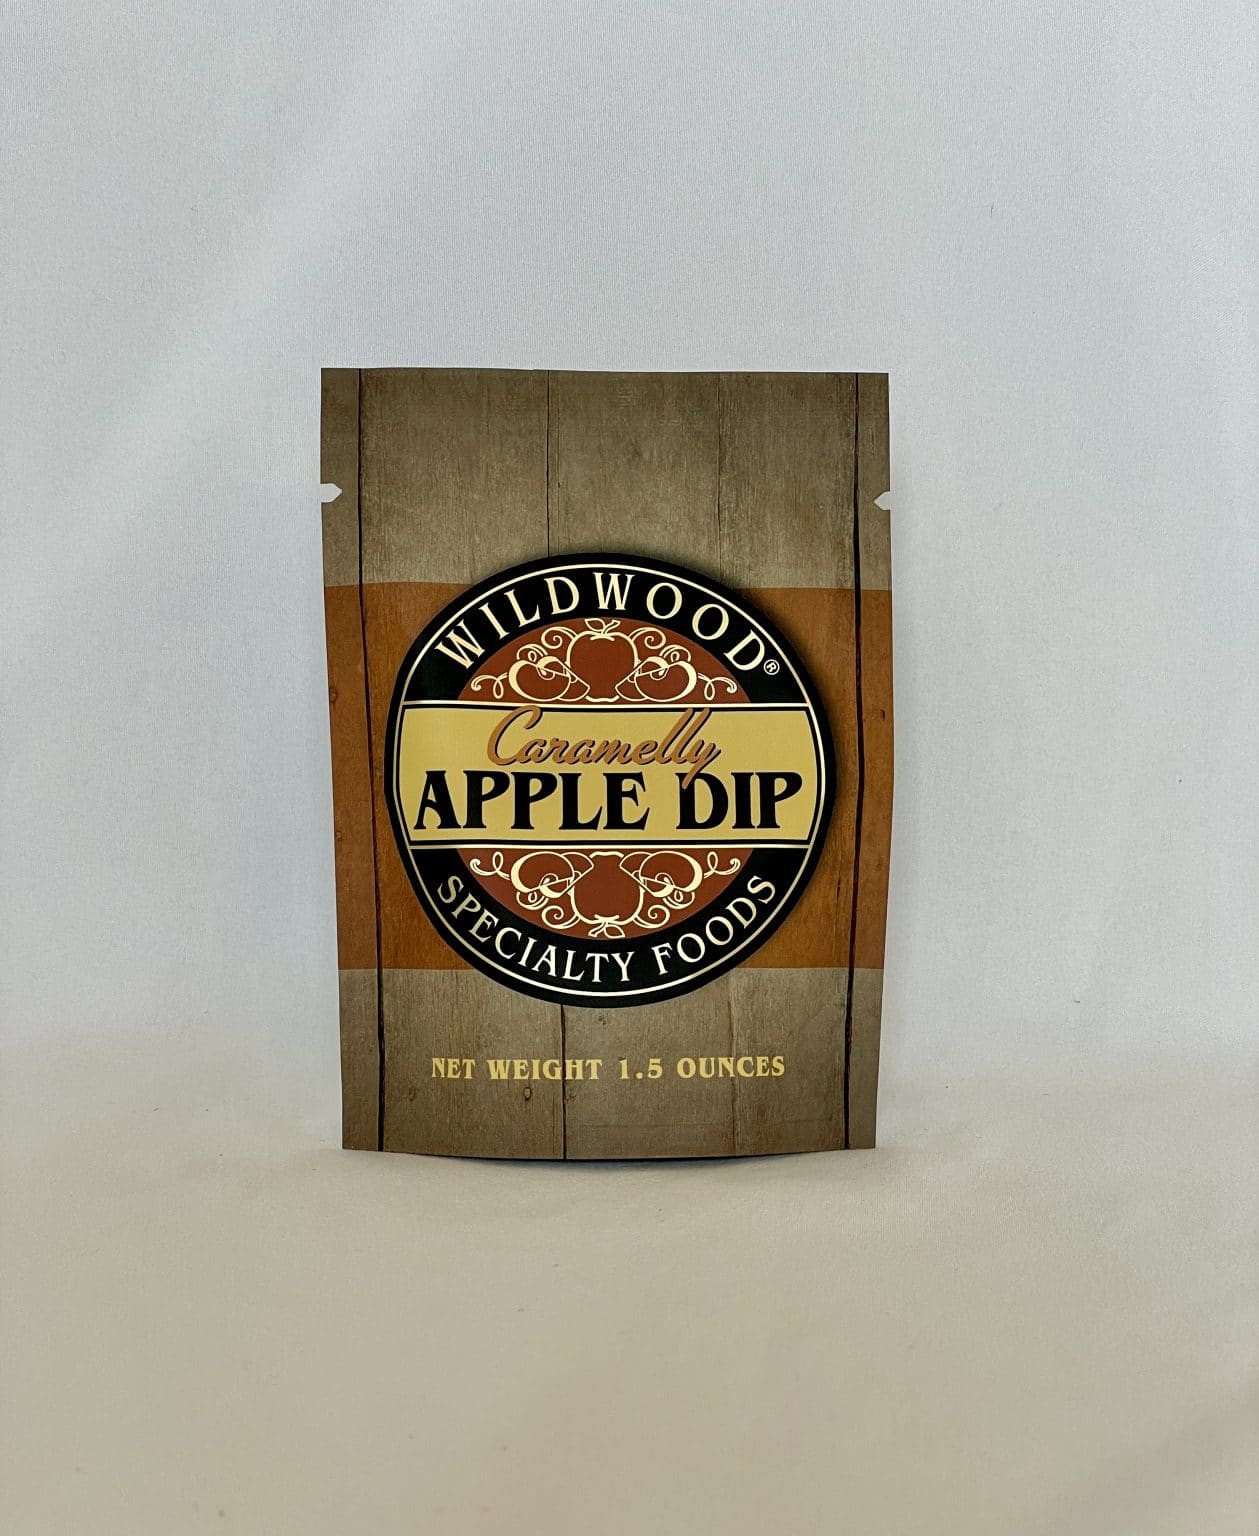 WILDWOOD®
Caramelly
APPLE DIP
SPECIALTY FOODS
NET WEIGHT 1.5 OUNCES